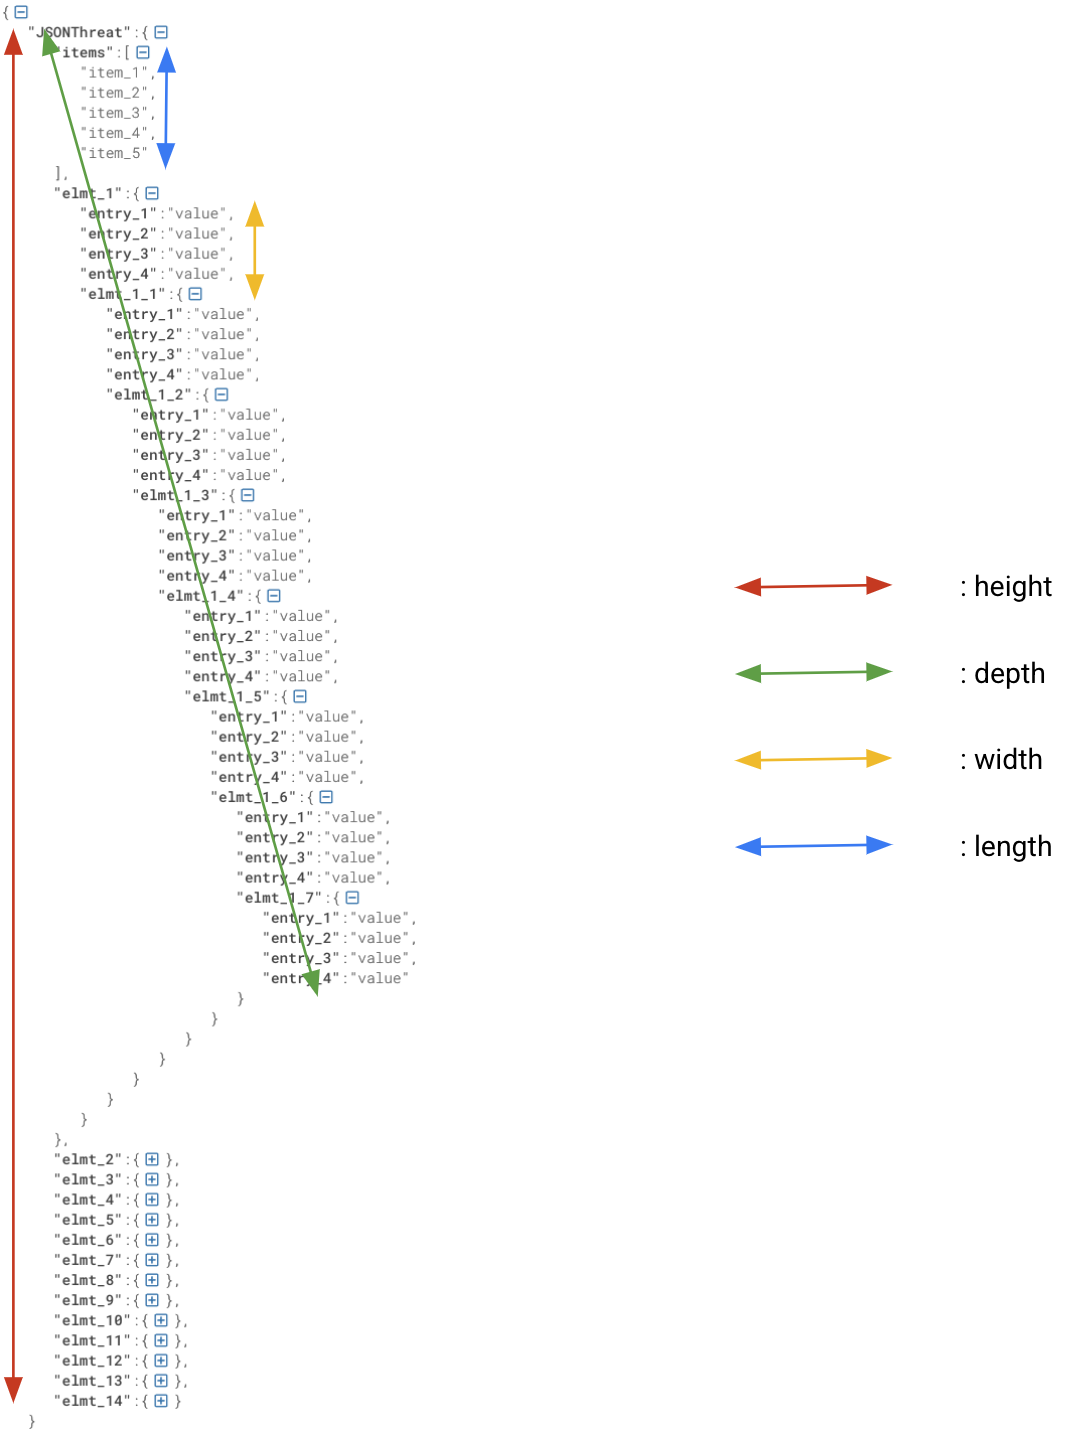 {
"JSONThreat":{
"items":[
"item_1",
"item_2",
"item_3",
"item_4",
"item_5"
],
"elmt_1":{
"entry_1":"value",
"entry_2":"value",
"entry_3":"value",
"entry_4":"value",
"elmt_1_1":{
"entry_1":"value",
"entry_2":"value",
"entry_3":"value",
"entry_4":"value",
"elmt_1_2":{
"entry_1":"value",
"entry_2":"value",
"entry_3":"value",
"entry_4":"value",
"elmt_1_3":{
"entry_1":"value",
"entry_2":"value",
"entry_3":"value",
"entry_4":"value",
"elmt_1_4":{
"entry_1":"value",
"entry_2":"value",
"entry_3":"value",
"entry_4":"value",
"elmt_1_5":{
"entry_1":"value",
"entry_2":"value",
"entry_3":"value",
"entry_4":"value",
"elmt_1_6":{
"entry_1":"value",
"entry_2":"value",
"entry_3":"value",
"entry_4":"value",
"elmt_1_7":{
"entry_1":"value",
"entry_2":"value",
"entry_3":"value",
"entry_4":"value"
}
}
}
}
}
}
}
},
"elmt_2":{ },
"elmt_3":{ },
"elmt_4":{ },
"elmt_5":{ },
"elmt_6":{ },
"elmt_7":{ },
"elmt_8":{ },
"elmt_9":{ },
"elmt_10":{ },
"elmt_11":{ },
"elmt_12":{ },
"elmt_13":{ },
"elmt_14":{ }
}
: height
: depth
: width
: length